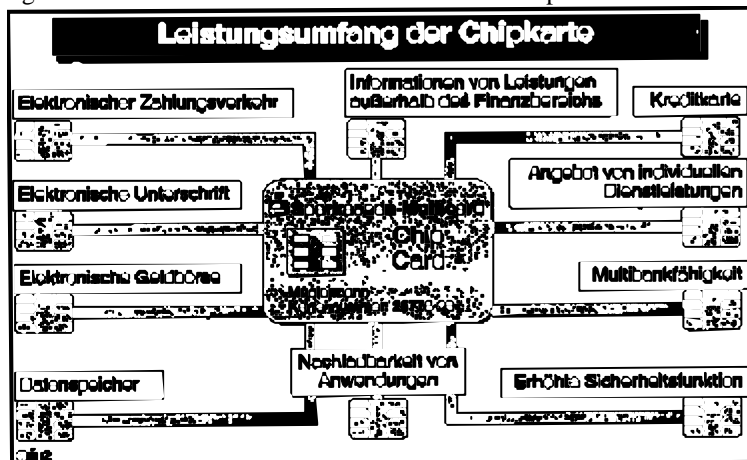 Leistungsumfang der Chipkarte
Informationen von Leistungen
außerhalb des Finanzbereichs
Elektronischer Zahlungsverkehr
Kreditkarte
Elektronische Unterschrift
Angebot von individuellen
Dienstleistungen
Chip
Card
Elektronische Geldbörse
Multibankfähigkeit
Nachladbarkeit von
Anwendungen
Datenspeicher
Erhöhte Sicherheitsfunktion